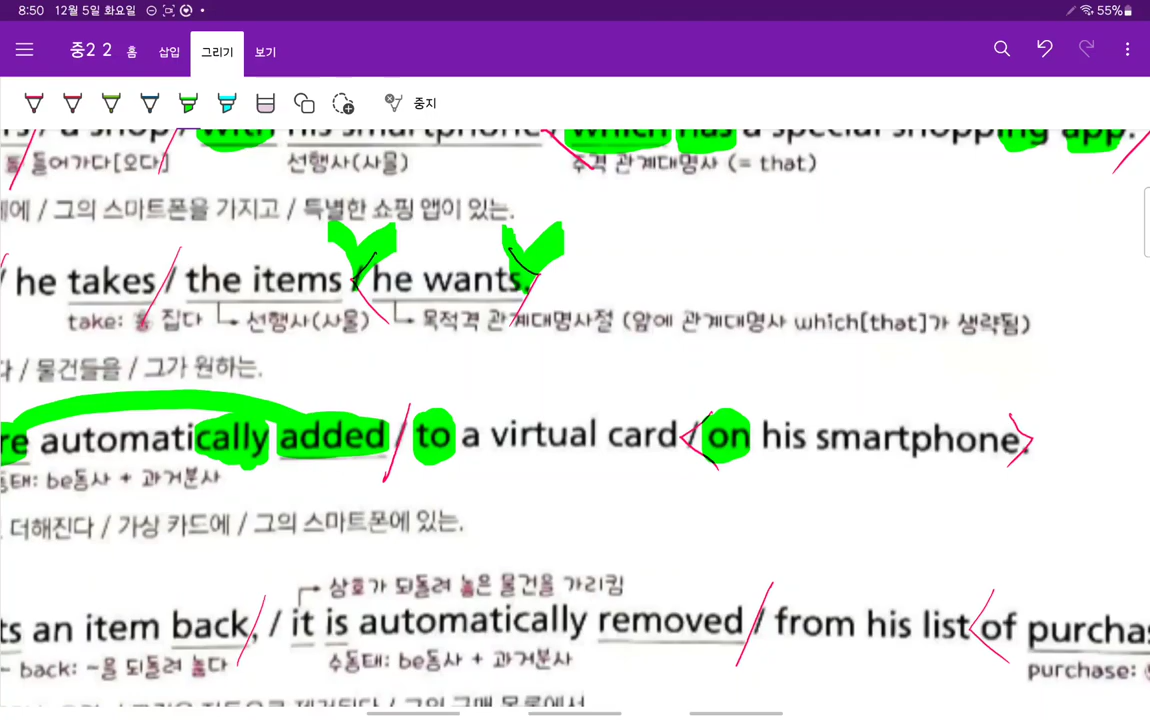 8:50 12월 5일 화요일 55%
중2 2 홈 삽입 그리기 보기
중지
a shop / with his smartphone / which has a special shopping app.
들어가다[오다] 선행사(사물) 주격 관계대명사 (= that)
에 / 그의 스마트폰을 가지고 / 특별한 쇼핑 앱이 있는.
/ he takes / the items / he wants.
take: 집다 선행사(사물) 목적격 관계대명사절 (앞에 관계대명사 which[that]가 생략됨)
다 / 물건들을 / 그가 원하는.
re automatically added / to a virtual card / on his smartphone.
동태: be동사 + 과거분사
더해진다 / 가상 카드에 / 그의 스마트폰에 있는.
상호가 되돌려 놓은 물건을 가리킴
ts an item back, / it is automatically removed / from his list of purcha
back: ~을 되돌려 놓다 수동태: be동사 + 과거분사 purchase: